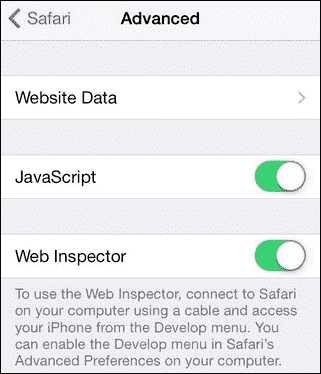 Safari Advanced
Website Data
JavaScript
Web Inspector
To use the Web Inspector, connect to Safari
on your computer using a cable and access
your iPhone from the Develop menu. You
can enable the Develop menu in Safari's
Advanced Preferences on your computer.